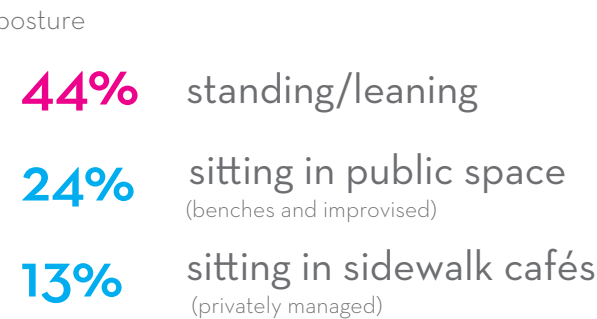 posture
44% standing/leaning
24% sitting in public space
(benches and improvised)
13% sitting in sidewalk cafés
(privately managed)